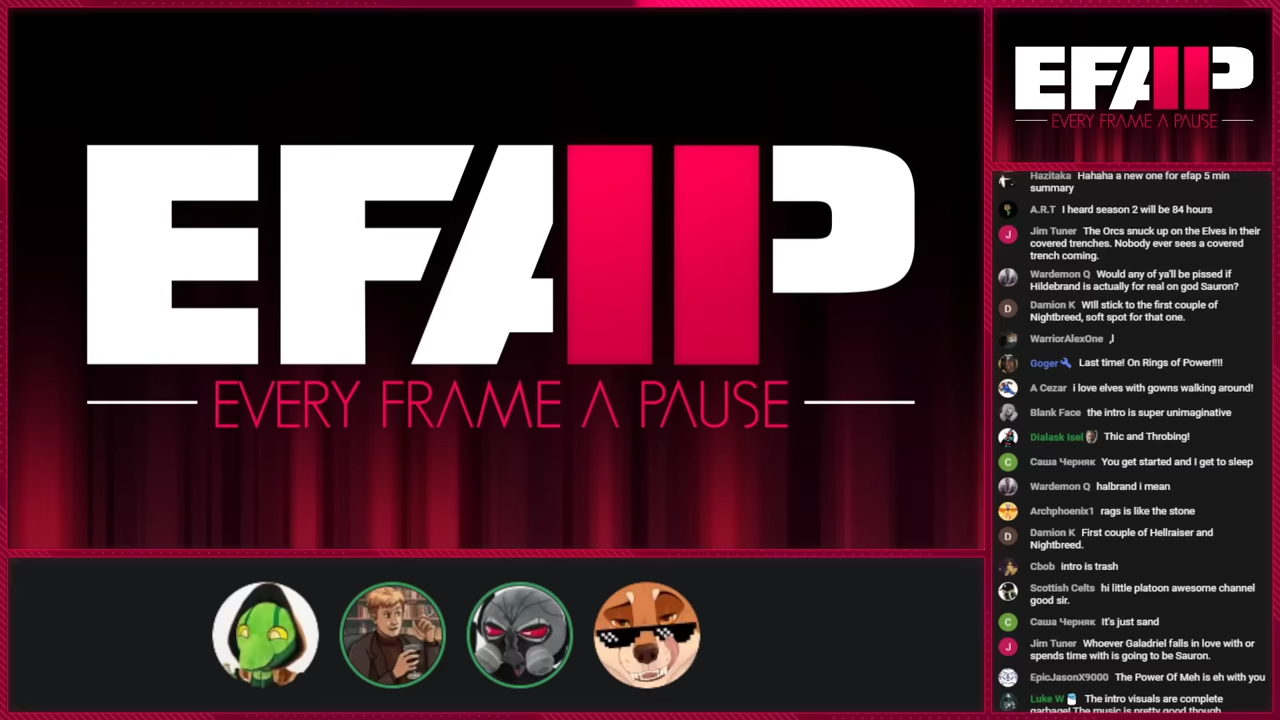 EFAP
EVERY FRAME A PAUSE
EFAP
EVERY FRAME A PAUSE
Hazitaka Hahaha a new one for efap 5 min
summary
A.R.T I heard season 2 will be 84 hours
J
Jim Tuner The Orcs snuck up on the Elves in their
covered trenches. Nobody ever sees a covered
trench coming.
Wardemon Q Would any of ya'll be pissed if
Hildebrand is actually for real on god Sauron?
D
Damion K WIll stick to the first couple of
Nightbreed, soft spot for that one.
WarriorAlexOne
Goger Last time! On Rings of Power!!!!
A Cezar i love elves with gowns walking around!
Blank Face the intro is super unimaginative
Dialask Isel Thic and Throbing!
C
Саша Черняк You get started and I get to sleep
Wardemon Q halbrand i mean
Archphoenix1 rags is like the stone
D
Damion K First couple of Hellraiser and
Nightbreed.
Cbob intro is trash
Scottish Celts hi little platoon awesome channel
good sir.
C
Саша Черняк It's just sand
J
Jim Tuner Whoever Galadriel falls in love with or
spends time with is going to be Sauron.
EpicJasonX9000 The Power Of Meh is eh with you
Luke W The intro visuals are complete
garbage! The music is pretty good though